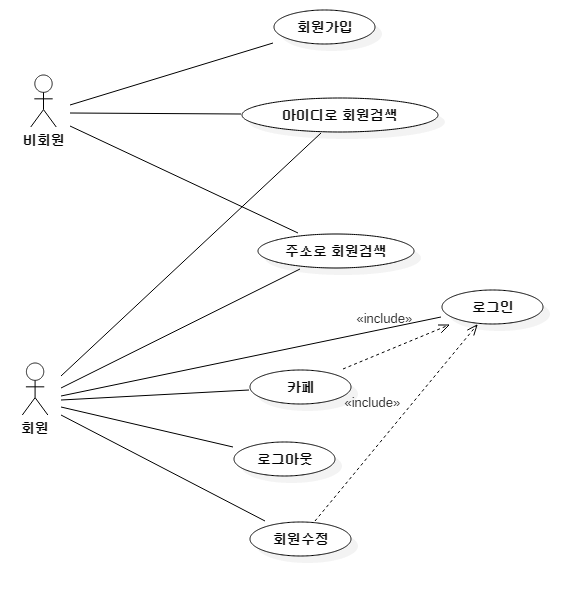 회원가입
아이디로 회원검색
비회원
주소로 회원검색
로그인
«include»
카페
«include»
회원
로그아웃
회원수정